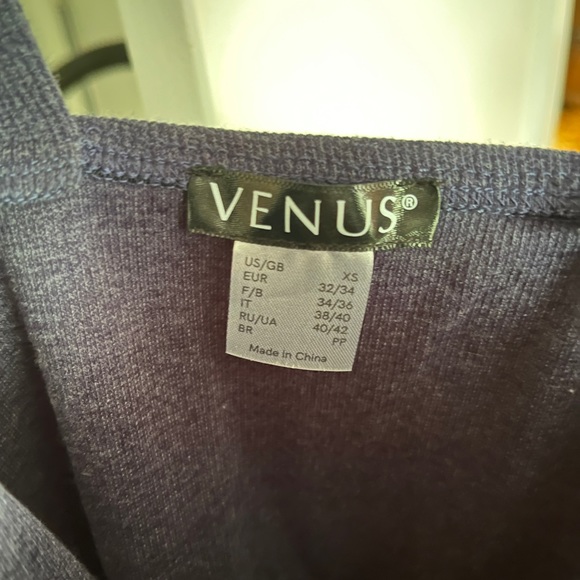 VENUS®
US/GB XS
EUR 32/34
F/B 34/36
IT 38/40
RU/UA 40/42
BR PP
Made in China